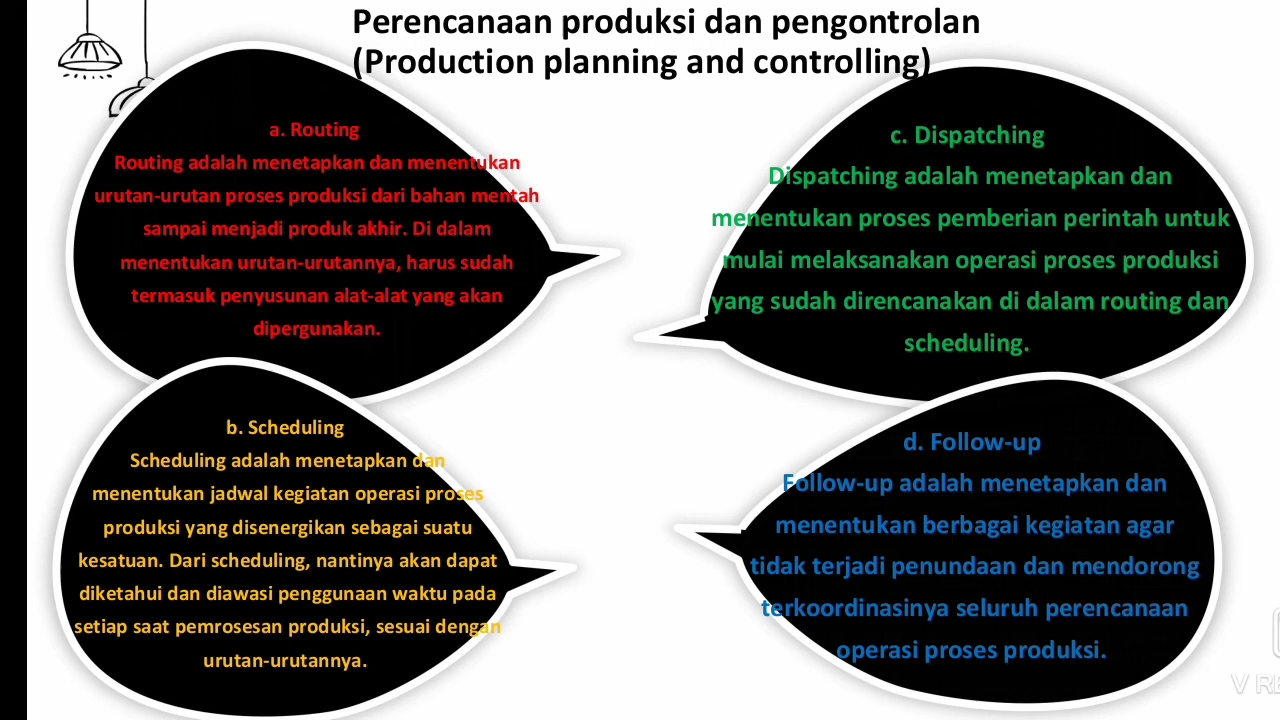 Perencanaan produksi dan pengontrolan
(Production planning and controlling)
a. Routing
Routing adalah menetapkan dan menentukan
urutan-urutan proses produksi dari bahan mentah
sampai menjadi produk akhir. Di dalam
menentukan urutan-urutannya, harus sudah
termasuk penyusunan alat-alat yang akan
dipergunakan.
b. Scheduling
Scheduling adalah menetapkan dan
menentukan jadwal kegiatan operasi proses
produksi yang disenergikan sebagai suatu
kesatuan. Dari scheduling, nantinya akan dapat
diketahui dan diawasi penggunaan waktu pada
setiap saat pemrosesan produksi, sesuai dengan
urutan-urutannya.
c. Dispatching
Dispatching adalah menetapkan dan
menentukan proses pemberian perintah untuk
mulai melaksanakan operasi proses produksi
yang sudah direncanakan di dalam routing dan
scheduling.
d. Follow-up
Follow-up adalah menetapkan dan
menentukan berbagai kegiatan agar
tidak terjadi penundaan dan mendorong
terkoordinasinya seluruh perencanaan
operasi proses produksi.